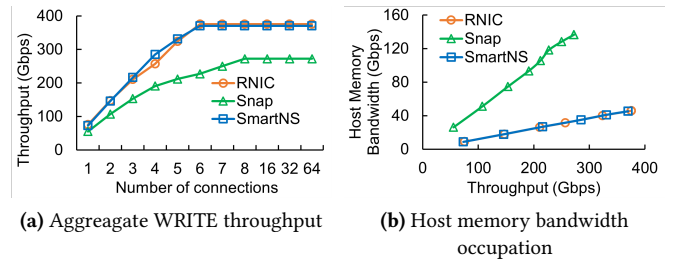 400
300
200
100
0
Throughput (Gbps)
RNIC
Snap
SmartNS
1 2 3 4 5 6 7 8 16 32 64
Number of connections
(a) Aggreagate WRITE throughput
160
120
80
40
0
Host Memory
Bandwidth (Gbps)
RNIC
Snap
SmartNS
0 100 200 300 400
Throughput (Gbps)
(b) Host memory bandwidth
occupation